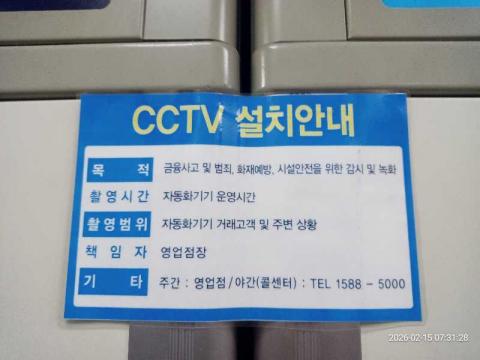 CCTV 설치안내
목 적 금융사고 및 범죄, 화재예방, 시설안전을 위한 감시 및 녹화
촬영시간 자동화기기 운영시간
촬영범위 자동화기기 거래고객 및 주변 상황
책 임 자 영업점장
기 타 주간 : 영업점 / 야간(콜센터) : TEL 1588 - 5000
2026-02-15 07:31:28